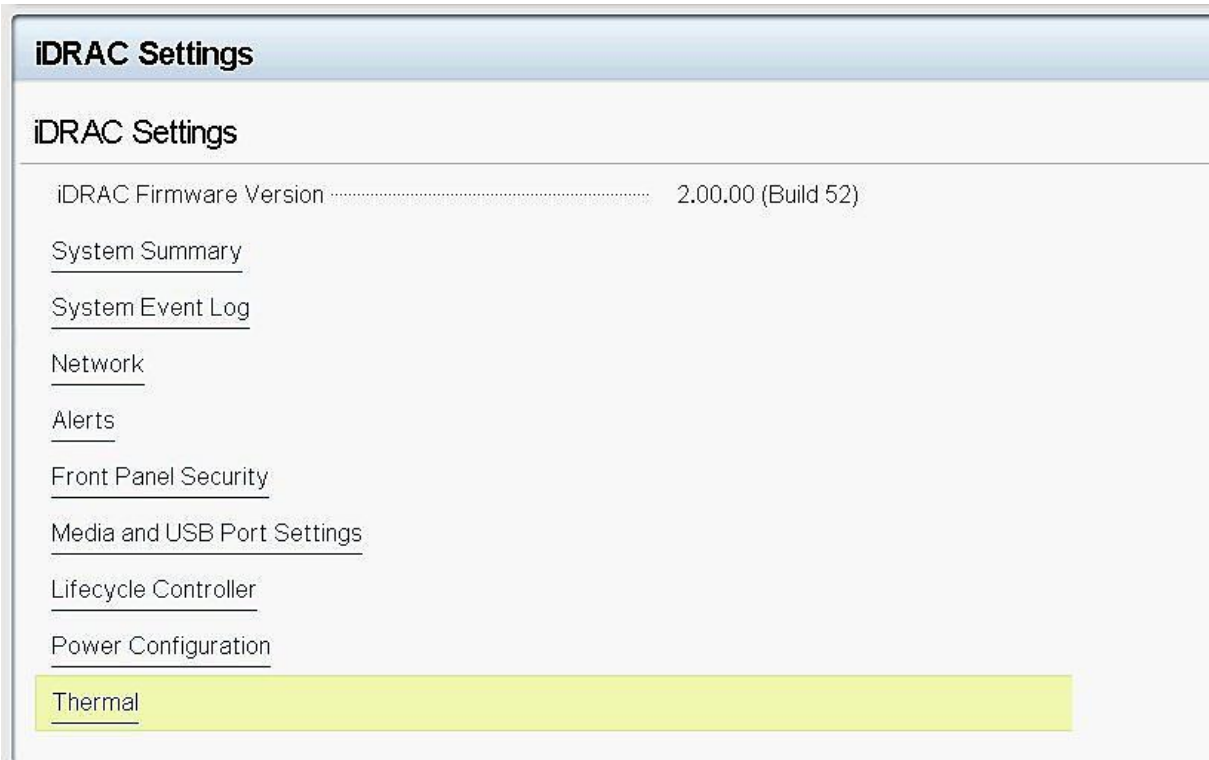 iDRAC Settings
iDRAC Settings
iDRAC Firmware Version 2.00.00 (Build 52)
System Summary
System Event Log
Network
Alerts
Front Panel Security
Media and USB Port Settings
Lifecycle Controller
Power Configuration
Thermal